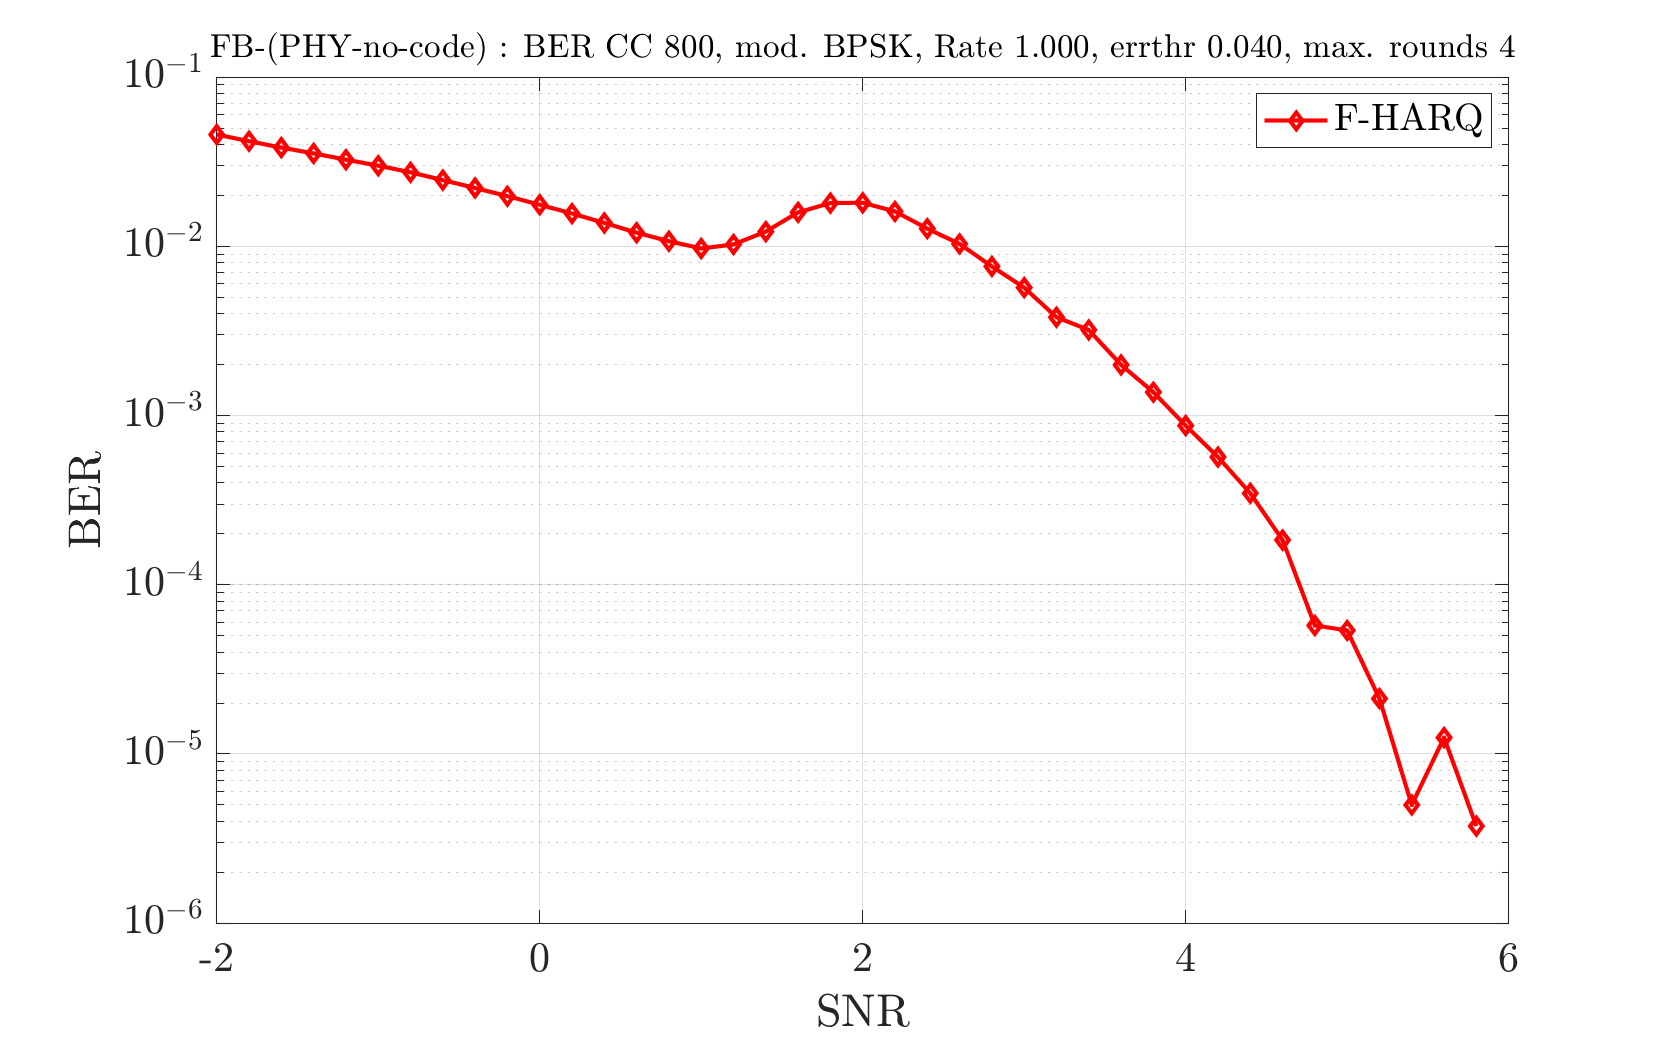 FB-(PHY-no-code) : BER CC 800, mod. BPSK, Rate 1.000, errthr 0.040, max. rounds 4
F-HARQ
10⁻¹
10⁻²
10⁻³
10⁻⁴
10⁻⁵
10⁻⁶
BER
-2 0 2 4 6
SNR